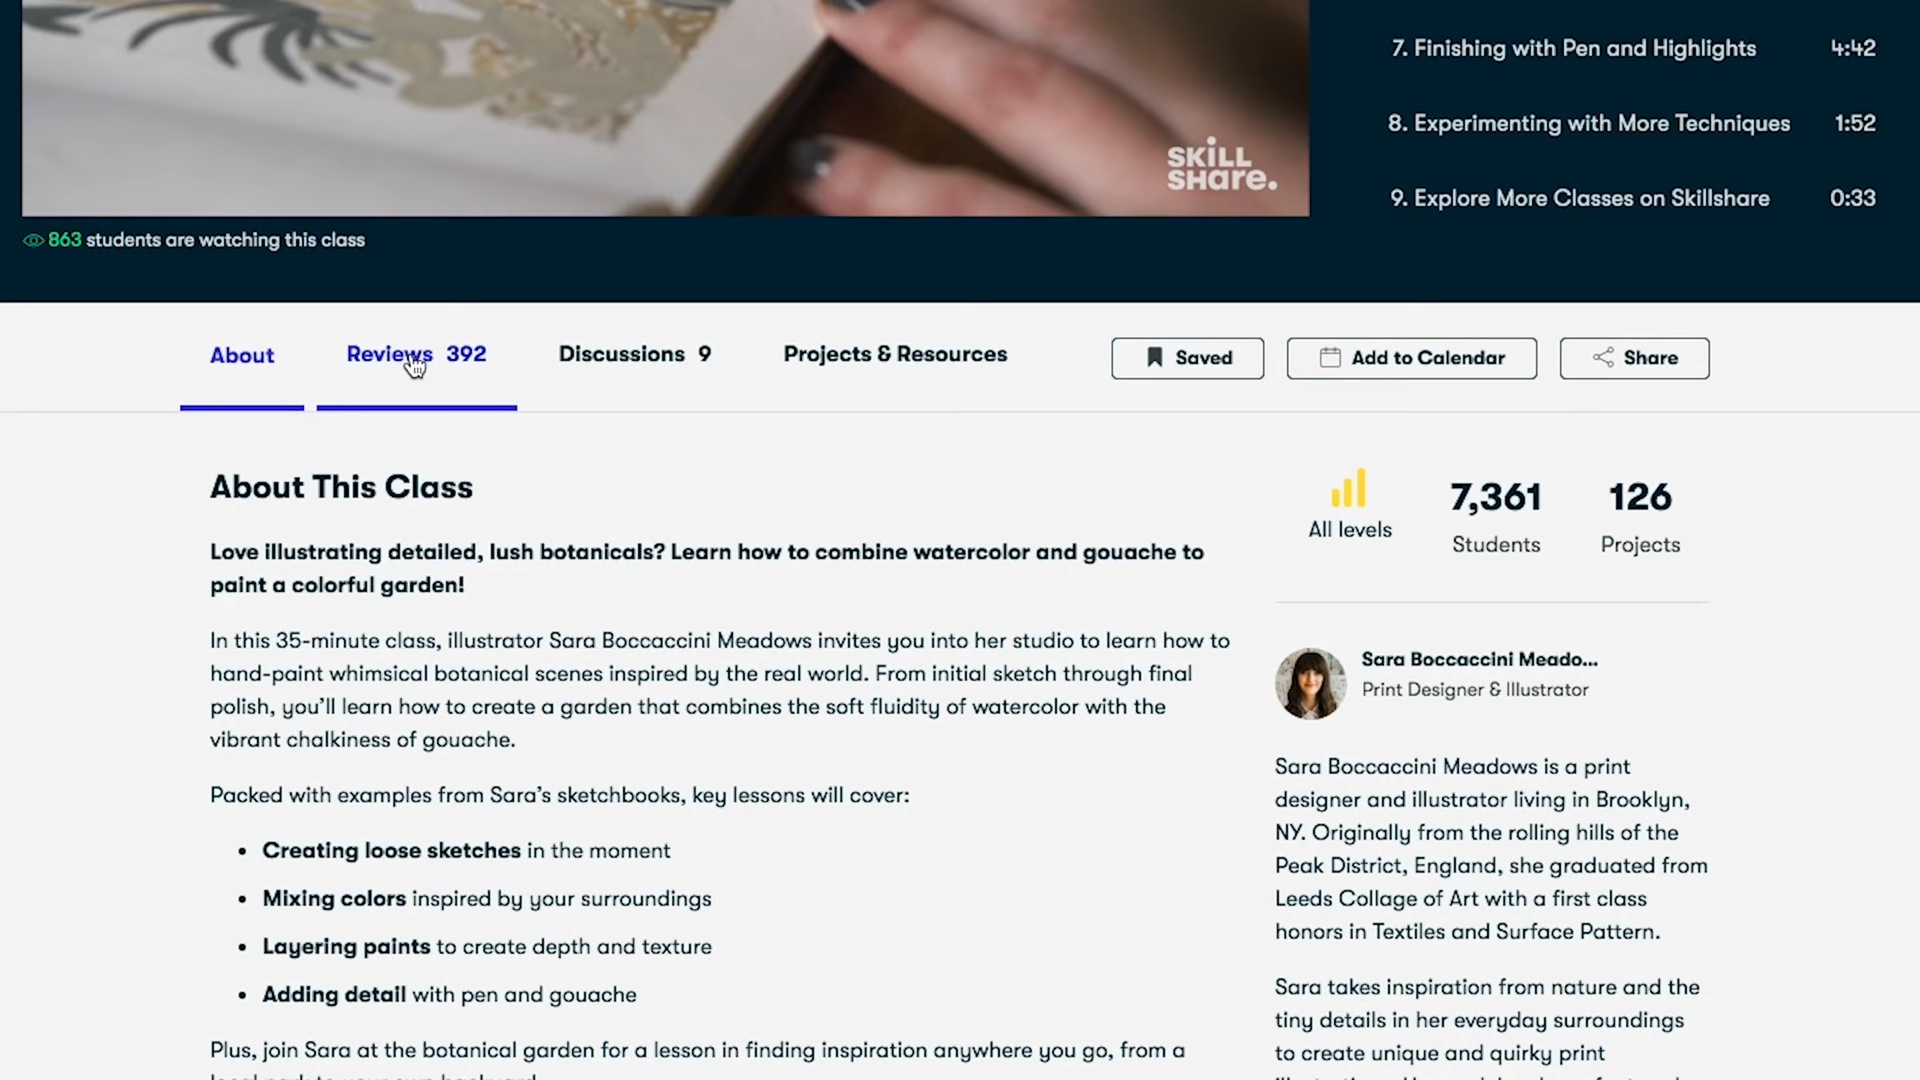 7. Finishing with Pen and Highlights 4:42
8. Experimenting with More Techniques 1:52
9. Explore More Classes on Skillshare 0:33
SKILL
SHare.
863 students are watching this class
About Reviews 392 Discussions 9 Projects & Resources Saved Add to Calendar Share
About This Class
Love illustrating detailed, lush botanicals? Learn how to combine watercolor and gouache to
paint a colorful garden!
In this 35-minute class, illustrator Sara Boccaccini Meadows invites you into her studio to learn how to
hand-paint whimsical botanical scenes inspired by the real world. From initial sketch through final
polish, you'll learn how to create a garden that combines the soft fluidity of watercolor with the
vibrant chalkiness of gouache.
Packed with examples from Sara's sketchbooks, key lessons will cover:
• Creating loose sketches in the moment
• Mixing colors inspired by your surroundings
• Layering paints to create depth and texture
• Adding detail with pen and gouache
Plus, join Sara at the botanical garden for a lesson in finding inspiration anywhere you go, from a
All levels
7,361
Students
126
Projects
Sara Boccaccini Meado...
Print Designer & Illustrator
Sara Boccaccini Meadows is a print
designer and illustrator living in Brooklyn,
NY. Originally from the rolling hills of the
Peak District, England, she graduated from
Leeds Collage of Art with a first class
honors in Textiles and Surface Pattern.
Sara takes inspiration from nature and the
tiny details in her everyday surroundings
to create unique and quirky print